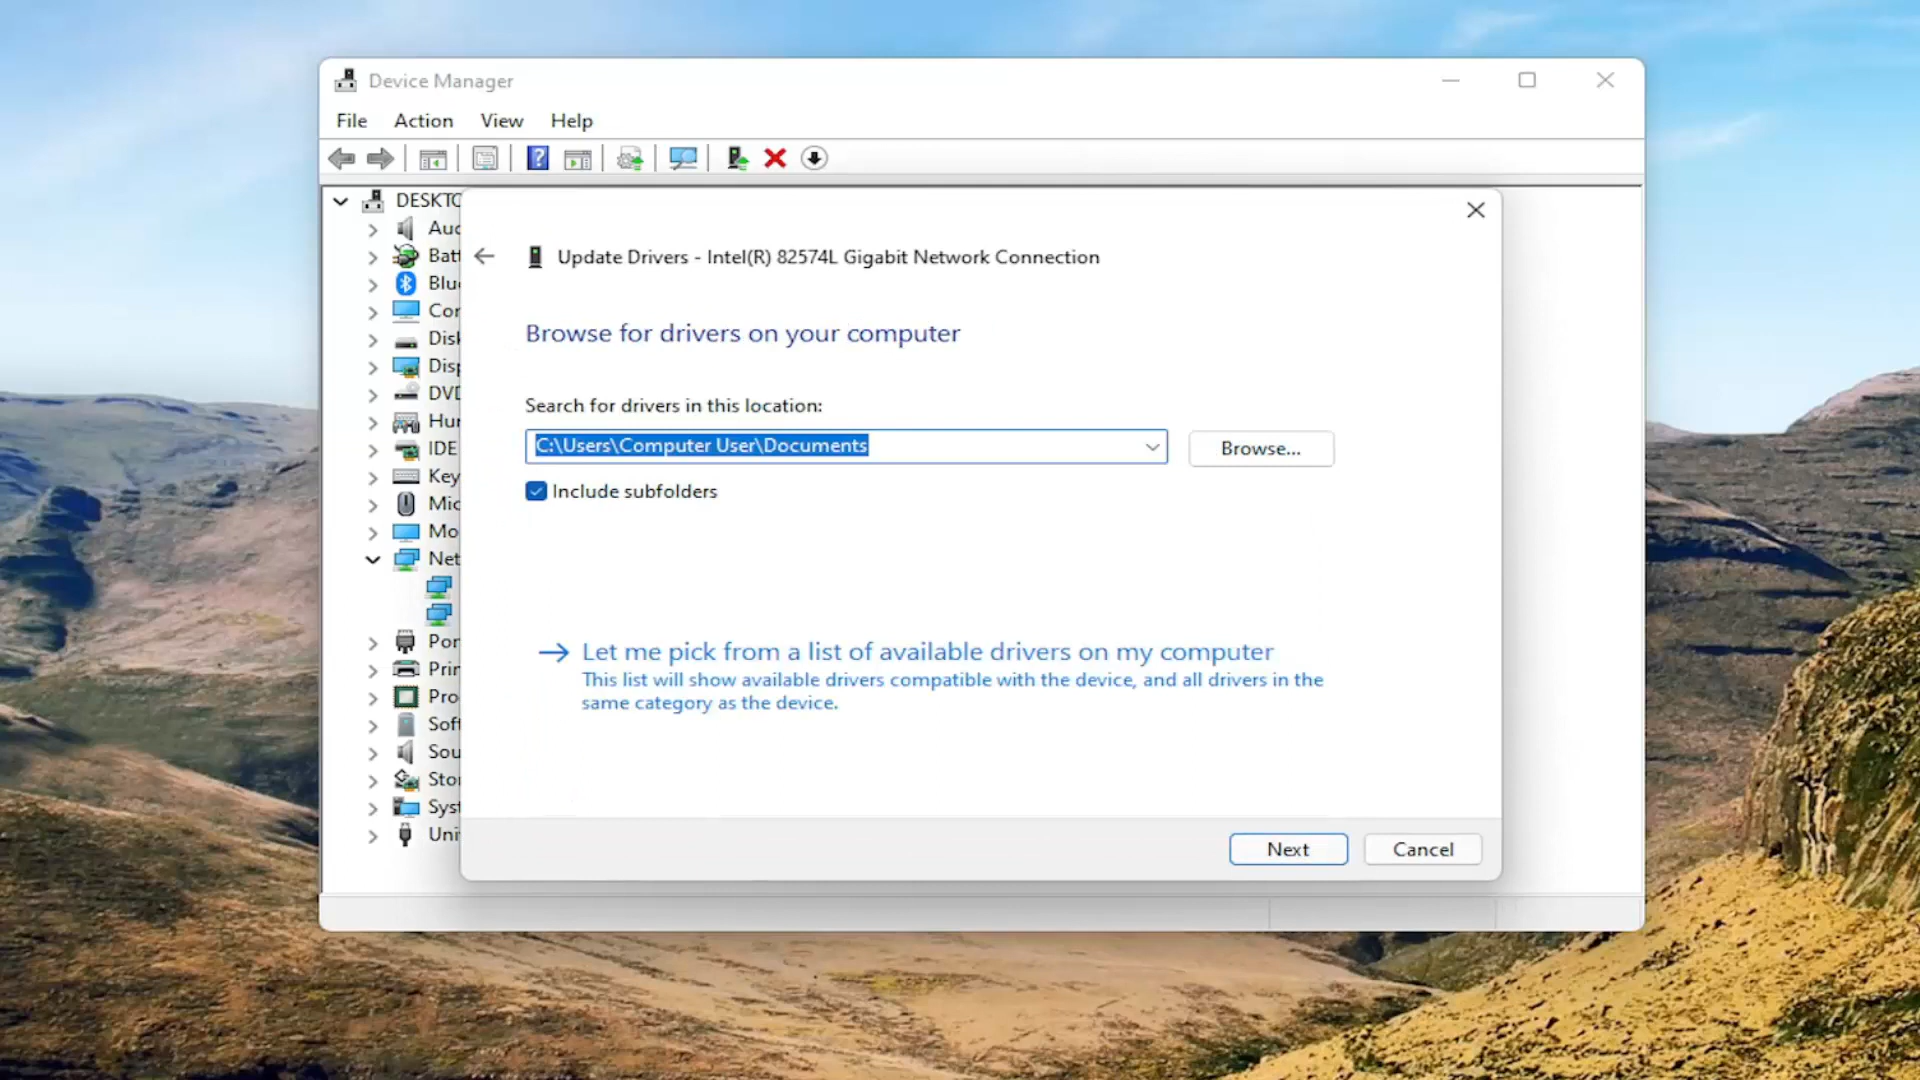 Device Manager
File Action View Help
DESKTO
Aud
Batt
Blue
Con
Disk
Disp
DVD
Hur
IDE
Key
Mic
Mo
Net
Por
Prin
Pro
Soft
Sou
Stor
Syst
Uni
Update Drivers - Intel(R) 82574L Gigabit Network Connection
Browse for drivers on your computer
Search for drivers in this location:
C:\Users\Computer User\Documents
Browse...
Include subfolders
Let me pick from a list of available drivers on my computer
This list will show available drivers compatible with the device, and all drivers in the
same category as the device.
Next
Cancel